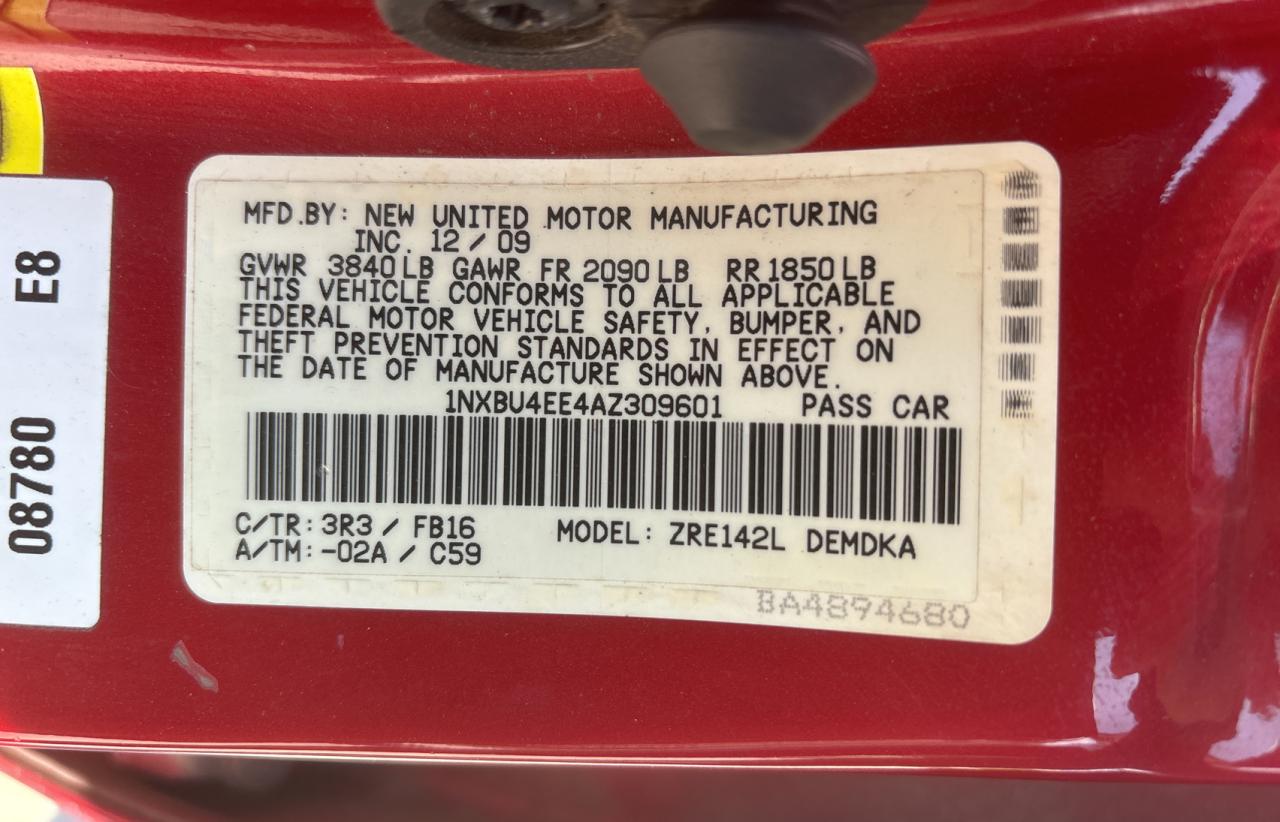 MFD.BY: NEW UNITED MOTOR MANUFACTURING
INC. 12 / 09
GVWR 3840 LB GAWR FR 2090 LB RR 1850 LB
THIS VEHICLE CONFORMS TO ALL APPLICABLE
FEDERAL MOTOR VEHICLE SAFETY, BUMPER, AND
THEFT PREVENTION STANDARDS IN EFFECT ON
THE DATE OF MANUFACTURE SHOWN ABOVE.
1NXBU4EE4AZ309601 PASS CAR
C/TR: 3R3 / FB16 MODEL: ZRE142L DEMDKA
A/TM: -02A / C59
BA4894680
08780 E8